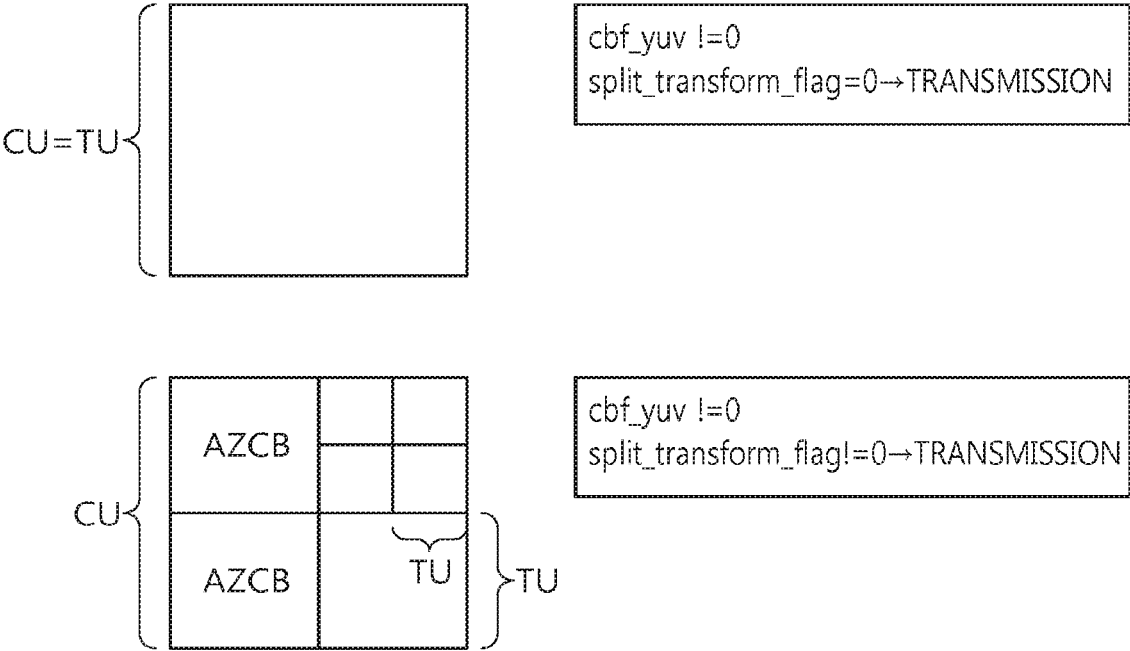 cbf_yuv !=0
split_transform_flag=0→TRANSMISSION
CU=TU
cbf_yuv !=0
split_transform_flag!=0→TRANSMISSION
AZCB
CU
AZCB
TU
TU